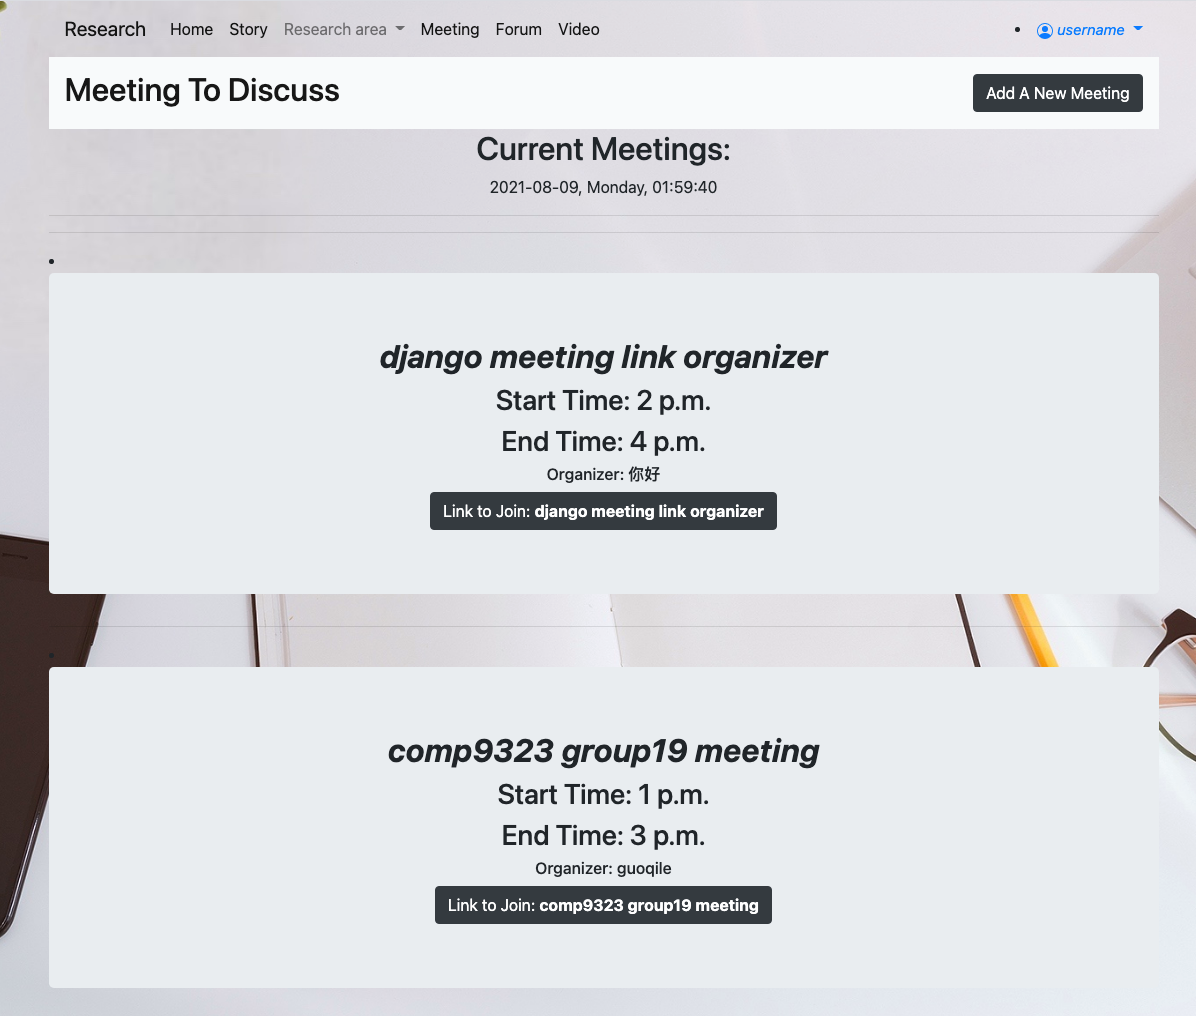 Research Home Story Research area Meeting Forum Video username
Meeting To Discuss Add A New Meeting
Current Meetings:
2021-08-09, Monday, 01:59:40
django meeting link organizer
Start Time: 2 p.m.
End Time: 4 p.m.
Organizer: 你好
Link to Join: django meeting link organizer
comp9323 group19 meeting
Start Time: 1 p.m.
End Time: 3 p.m.
Organizer: guoqile
Link to Join: comp9323 group19 meeting